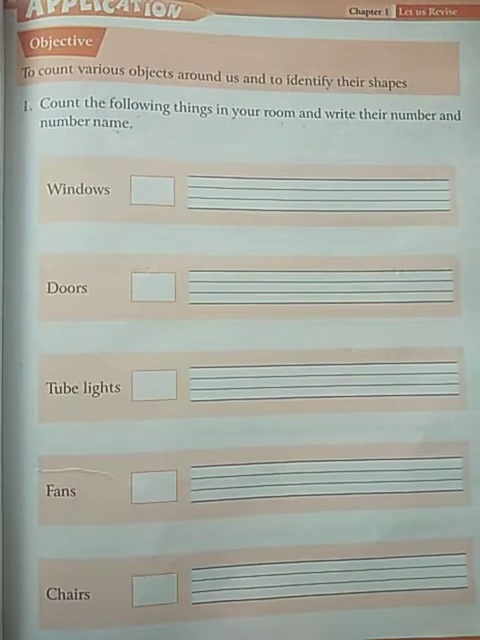 APPLICATION
Chapter 1 Let us Revise
Objective
To count various objects around us and to identify their shapes
1. Count the following things in your room and write their number and
number name.
Windows
Doors
Tube lights
Fans
Chairs